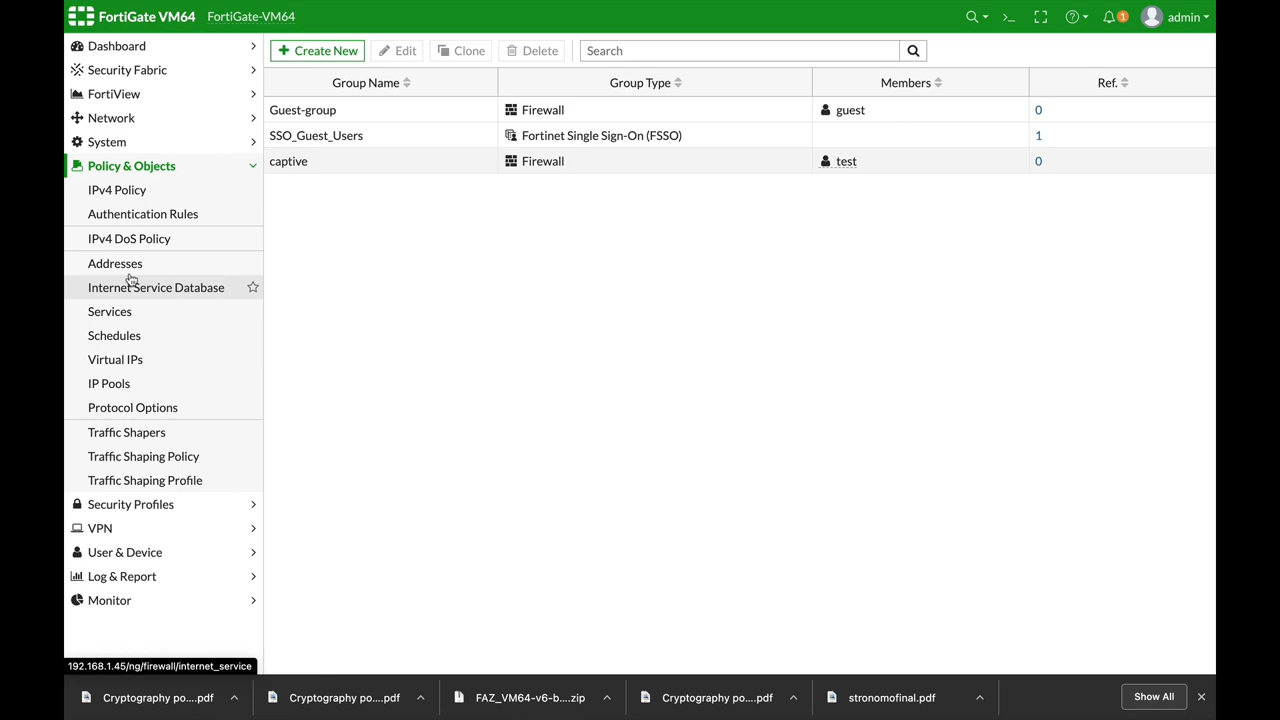 FortiGate VM64 FortiGate-VM64
1 admin
Dashboard
Security Fabric
FortiView
Network
System
Policy & Objects
IPv4 Policy
Authentication Rules
IPv4 DoS Policy
Addresses
Internet Service Database
Services
Schedules
Virtual IPs
IP Pools
Protocol Options
Traffic Shapers
Traffic Shaping Policy
Traffic Shaping Profile
Security Profiles
VPN
User & Device
Log & Report
Monitor
+ Create New Edit Clone Delete Search
Group Name Group Type Members Ref.
Guest-group Firewall guest 0
SSO_Guest_Users Fortinet Single Sign-On (FSSO) 1
captive Firewall test 0
192.168.1.45/ng/firewall/internet_service
Cryptography po....pdf Cryptography po....pdf FAZ_VM64-v6-b....zip Cryptography po....pdf stronomofinal.pdf Show All